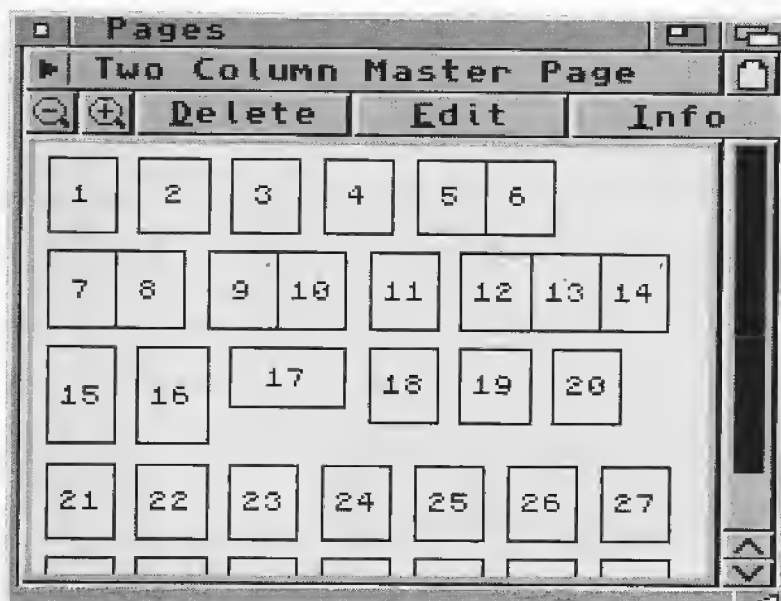 Pages
Two Column Master Page
Delete Edit Info
1 2 3 4 5 6
7 8 9 10 11 12 13 14
15 16 17 18 19 20
21 22 23 24 25 26 27